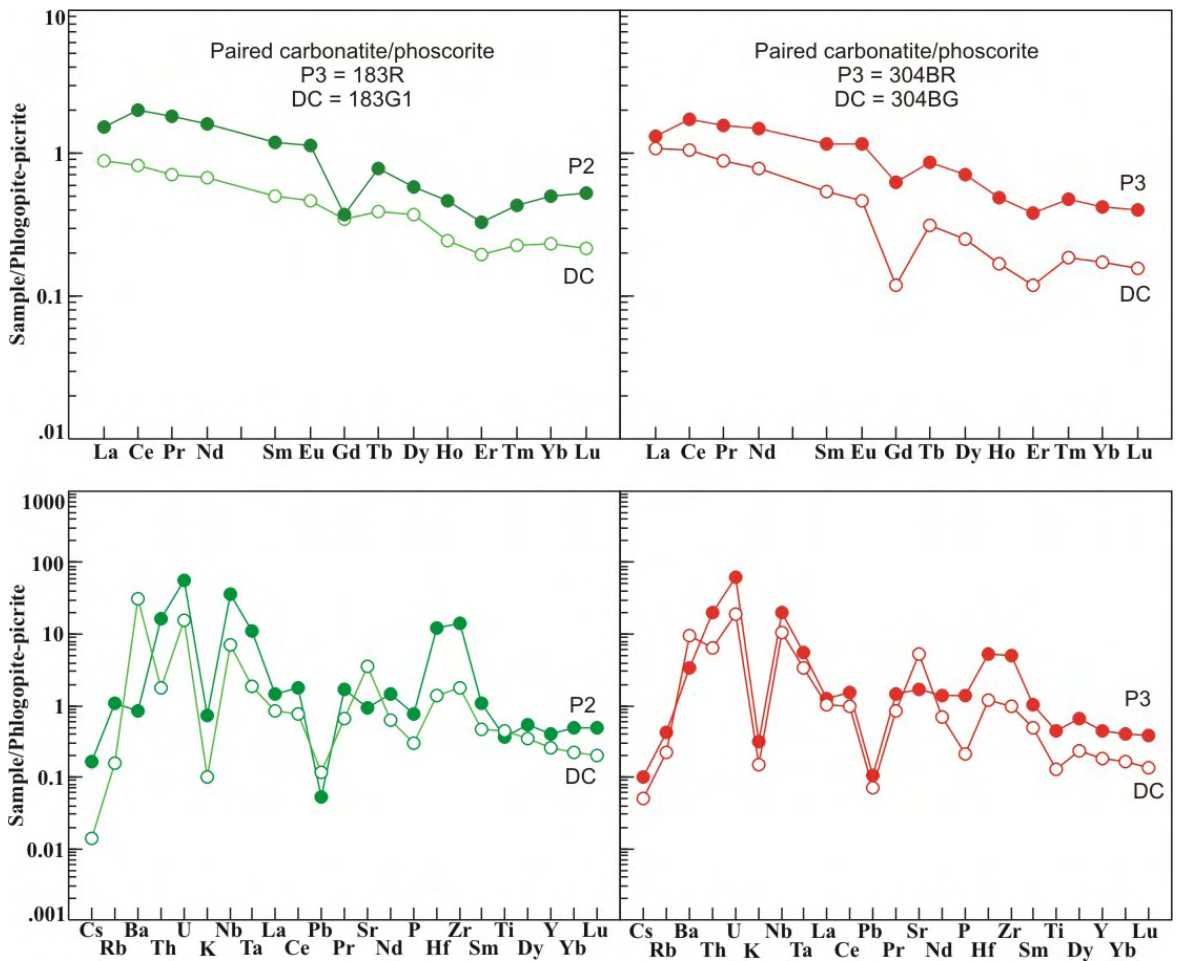 Paired carbonatite/phoscorite
P3 = 183R
DC = 183G1
Paired carbonatite/phoscorite
P3 = 304BR
DC = 304BG
Sample/Phlogopite-picrite
10
1
0.1
.01
P2
DC
P3
DC
La Ce Pr Nd Sm Eu Gd Tb Dy Ho Er Tm Yb Lu
La Ce Pr Nd Sm Eu Gd Tb Dy Ho Er Tm Yb Lu
Sample/Phlogopite-picrite
1000
100
10
1
0.1
0.01
.001
P2
DC
P3
DC
Cs Ba U Nb La Pb Sr P Zr Ti Y Lu
Rb Th K Ta Ce Pr Nd Hf Sm Dy Yb
Cs Ba U Nb La Pb Sr P Zr Ti Y Lu
Rb Th K Ta Ce Pr Nd Hf Sm Dy Yb